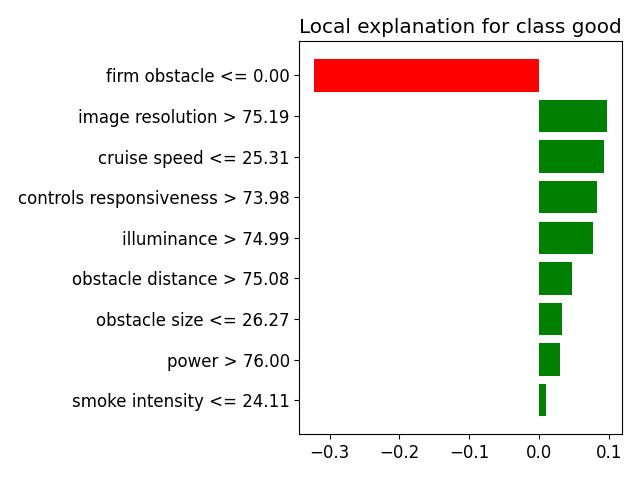 Local explanation for class good
firm obstacle <= 0.00
image resolution > 75.19
cruise speed <= 25.31
controls responsiveness > 73.98
illuminance > 74.99
obstacle distance > 75.08
obstacle size <= 26.27
power > 76.00
smoke intensity <= 24.11
−0.3 −0.2 −0.1 0.0 0.1